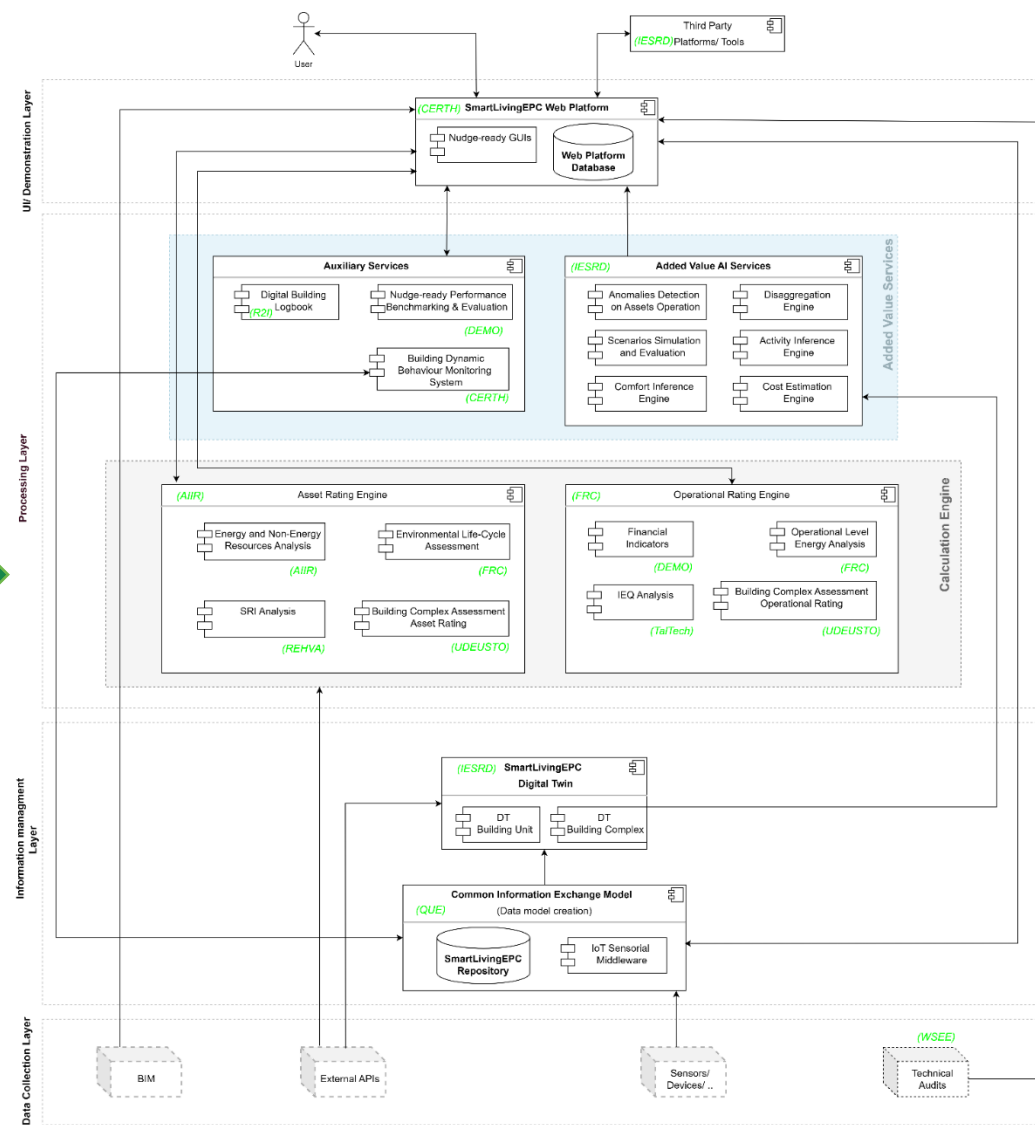 User
Third Party
(IESRD)
Platforms/ Tools
UI/ Demonstration Layer
(CERTH)
SmartLivingEPC Web Platform
Nudge-ready GUIs
Web Platform
Database
Processing Layer
Added Value Services
Auxiliary Services
Digital Building
Logbook
(R2I)
Nudge-ready Performance
Benchmarking & Evaluation
(DEMO)
Building Dynamic
Behaviour Monitoring
System
(CERTH)
(IESRD)
Added Value AI Services
Anomalies Detection
on Assets Operation
Disaggregation
Engine
Scenarios Simulation
and Evaluation
Activity Inference
Engine
Comfort Inference
Engine
Cost Estimation
Engine
Calculation Engine
(AIIR)
Asset Rating Engine
Energy and Non-Energy
Resources Analysis
(AIIR)
Environmental Life-Cycle
Assessment
(FRC)
SRI Analysis
(REHVA)
Building Complex Assessment
Asset Rating
(UDEUSTO)
(FRC)
Operational Rating Engine
Financial
Indicators
(DEMO)
Operational Level
Energy Analysis
(FRC)
IEQ Analysis
(TalTech)
Building Complex Assessment
Operational Rating
(UDEUSTO)
Information managment
Layer
(IESRD)
SmartLivingEPC
Digital Twin
DT
Building Unit
DT
Building Complex
Common Information Exchange Model
(QUE)
(Data model creation)
SmartLivingEPC
Repository
IoT Sensorial
Middleware
Data Collection Layer
BIM
External APIs
Sensors/
Devices/ ..
(WSEE)
Technical
Audits